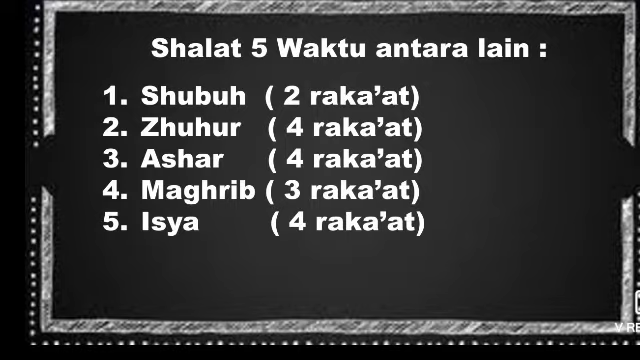 Shalat 5 Waktu antara lain :
1. Shubuh ( 2 raka’at)
2. Zhuhur ( 4 raka’at)
3. Ashar ( 4 raka’at)
4. Maghrib ( 3 raka’at)
5. Isya ( 4 raka’at)